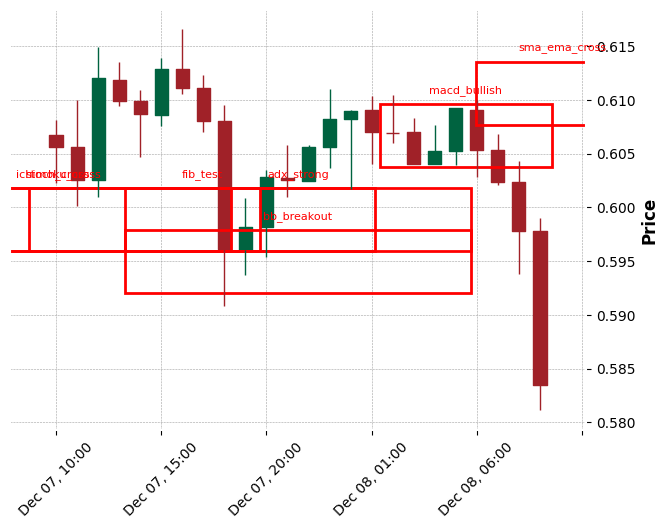 sma_ema_cross
macd_bullish
fib_test
adx_strong
breakout
0.615
0.610
0.605
0.600
0.595
0.590
0.585
0.580
Price
Dec 07, 10:00
Dec 07, 15:00
Dec 07, 20:00
Dec 08, 01:00
Dec 08, 06:00